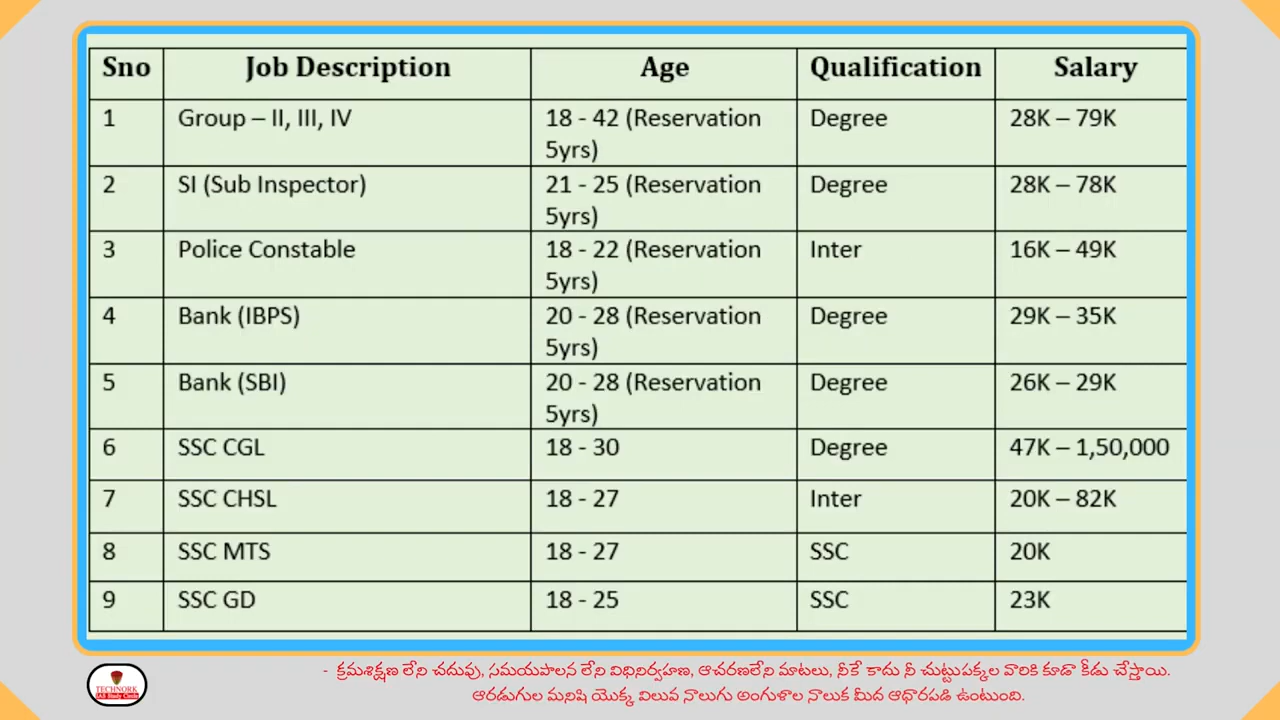 Sno Job Description Age Qualification Salary
1 Group – II, III, IV 18 - 42 (Reservation 5yrs) Degree 28K – 79K
2 SI (Sub Inspector) 21 - 25 (Reservation 5yrs) Degree 28K – 78K
3 Police Constable 18 - 22 (Reservation 5yrs) Inter 16K – 49K
4 Bank (IBPS) 20 - 28 (Reservation 5yrs) Degree 29K – 35K
5 Bank (SBI) 20 - 28 (Reservation 5yrs) Degree 26K – 29K
6 SSC CGL 18 - 30 Degree 47K – 1,50,000
7 SSC CHSL 18 - 27 Inter 20K – 82K
8 SSC MTS 18 - 27 SSC 20K
9 SSC GD 18 - 25 SSC 23K
TECHNORK
IAS Study Circle
- క్రమశిక్షణ లేని చదువు, సమయపాలన లేని విధినిర్వహణ, ఆచరణలేని మాటలు, నీకే కాదు నీ చుట్టుపక్కల వారికి కూడా కీడు చేస్తాయి.
ఆరడుగుల మనిషి యొక్క విలువ నాలుగు అంగుళాల నాలుక మీద ఆధారపడి ఉంటుంది.